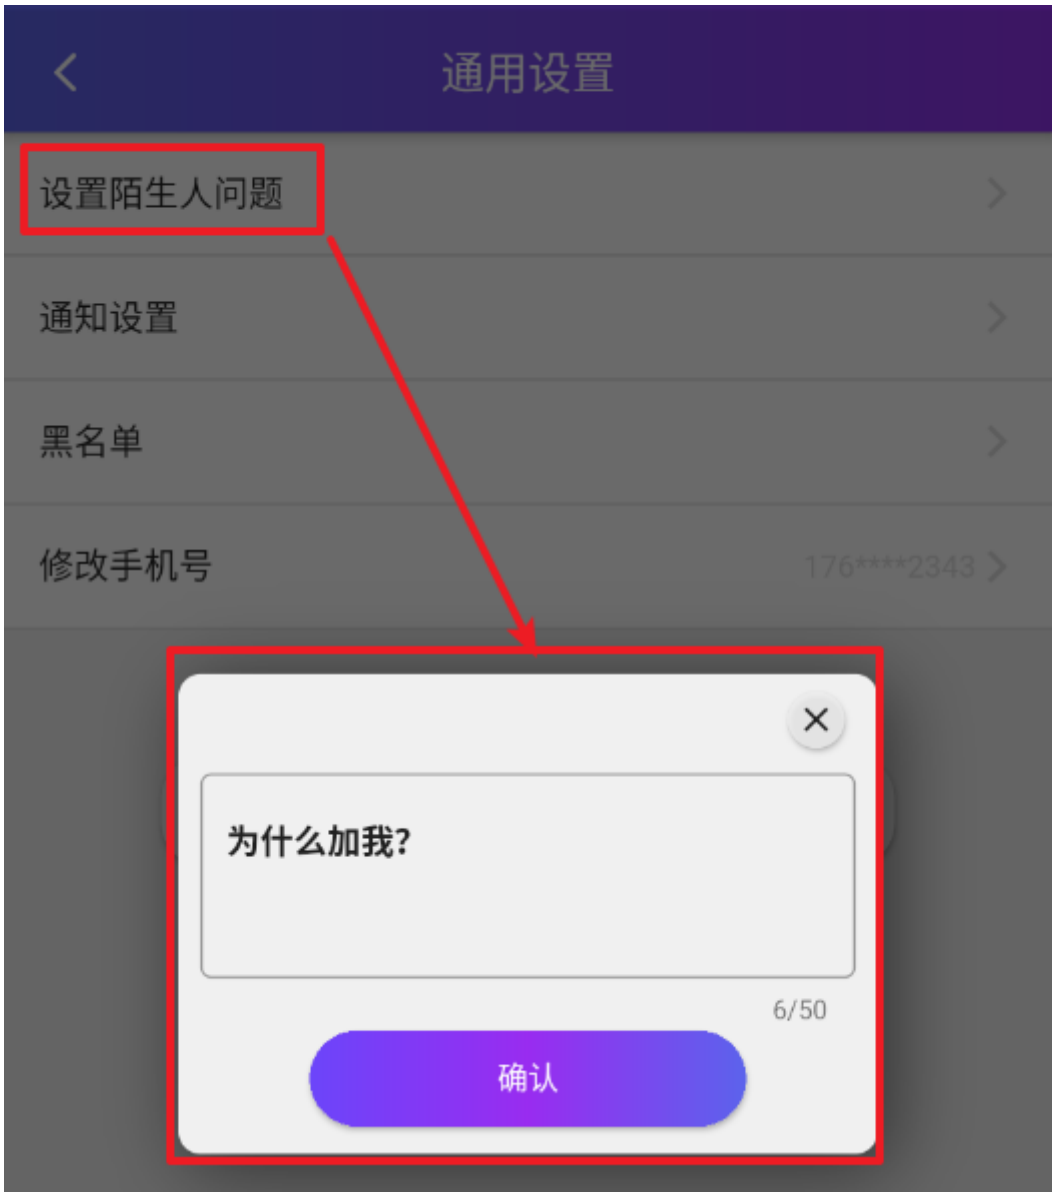 通用设置
设置陌生人问题
通知设置
黑名单
修改手机号 176****2343
为什么加我?
6/50
确认